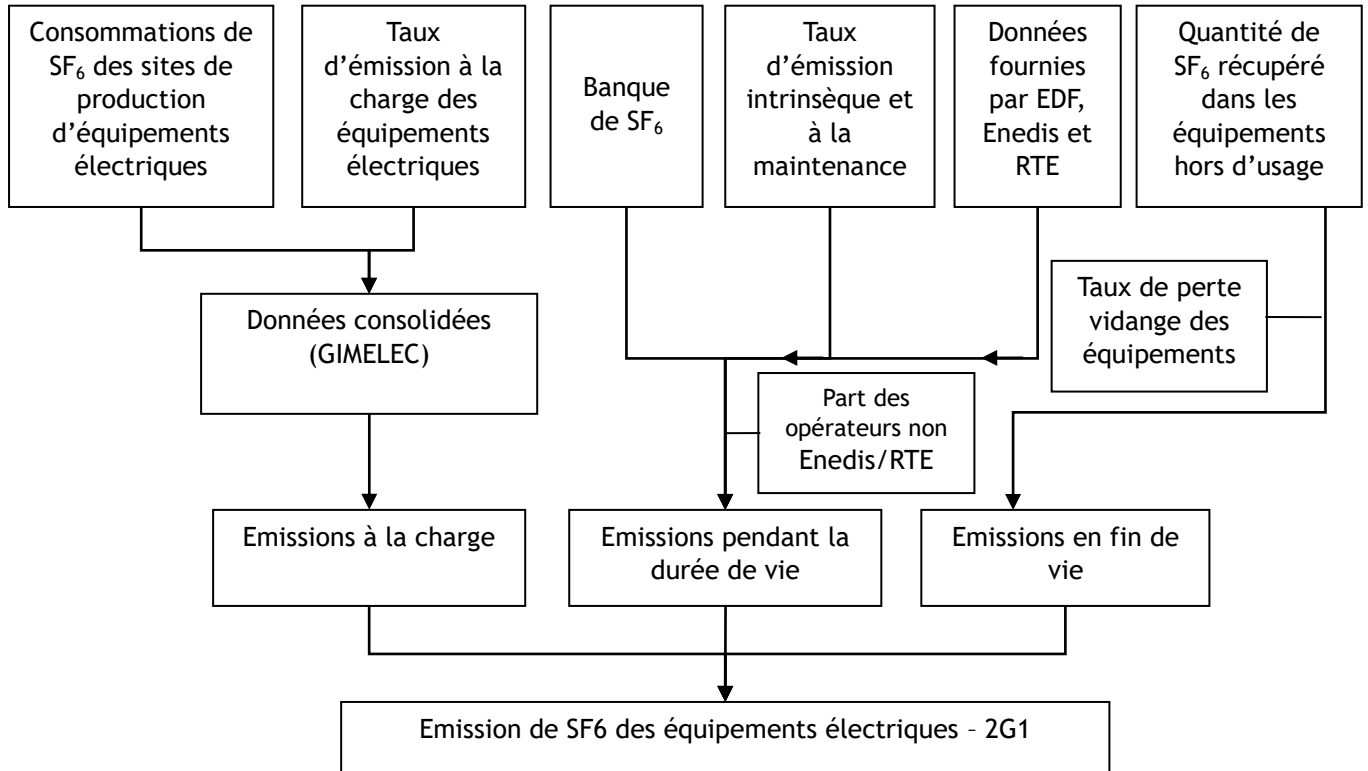 Consommations de
SF₆ des sites de
production
d’équipements
électriques
Taux
d'émission à la
charge des
équipements
électriques
Banque
de SF₆
Taux
d’émission
intrinsèque et
à la
maintenance
Données
fournies
par EDF,
Enedis et
RTE
Quantité de
SF₆ récupéré
dans les
équipements
hors d’usage
Données consolidées
(GIMELEC)
Taux de perte
vidange des
équipements
Part des
opérateurs non
Enedis/RTE
Emissions à la charge
Emissions pendant la
durée de vie
Emissions en fin de
vie
Emission de SF6 des équipements électriques – 2G1